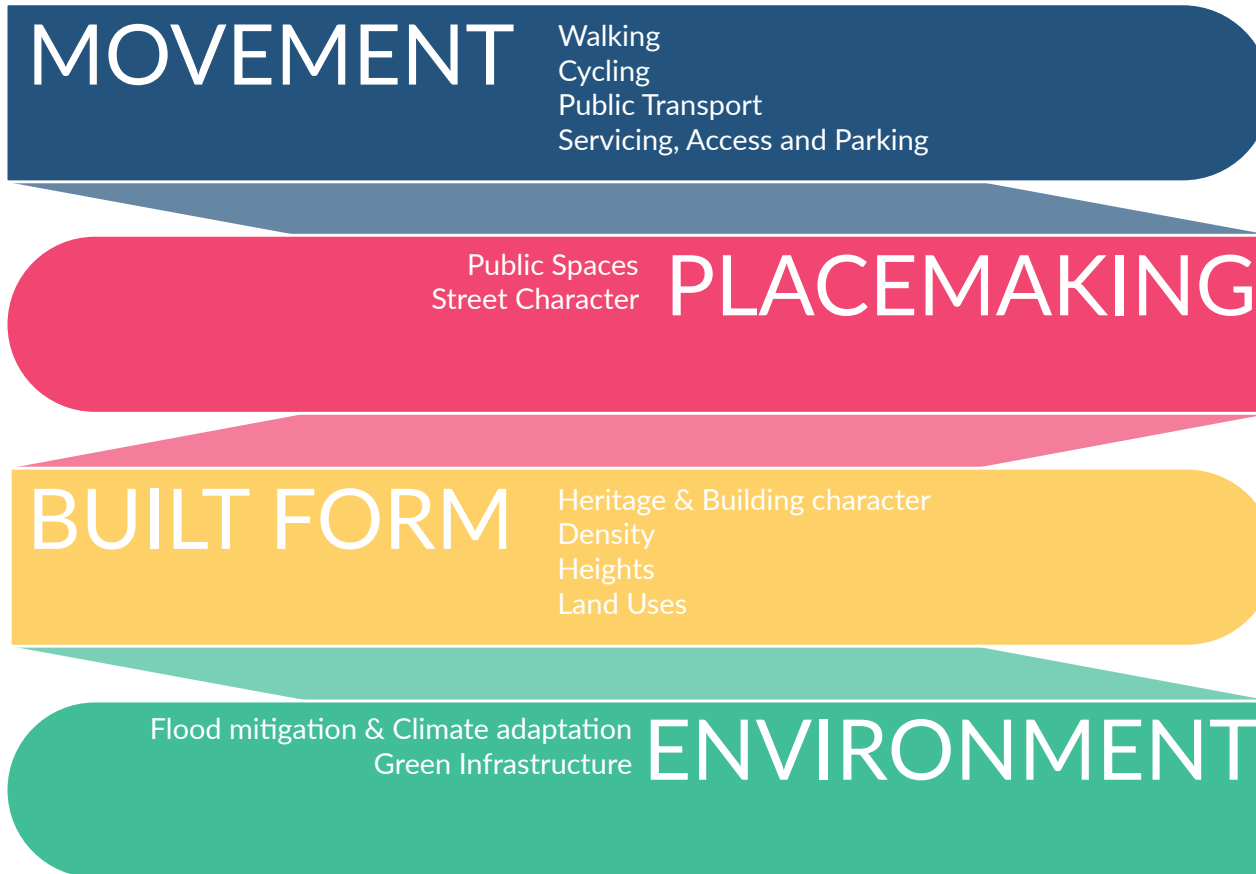 MOVEMENT
Walking
Cycling
Public Transport
Servicing, Access and Parking
Public Spaces
Street Character
PLACEMAKING
BUILT FORM
Heritage & Building character
Density
Heights
Land Uses
Flood mitigation & Climate adaptation
Green Infrastructure
ENVIRONMENT